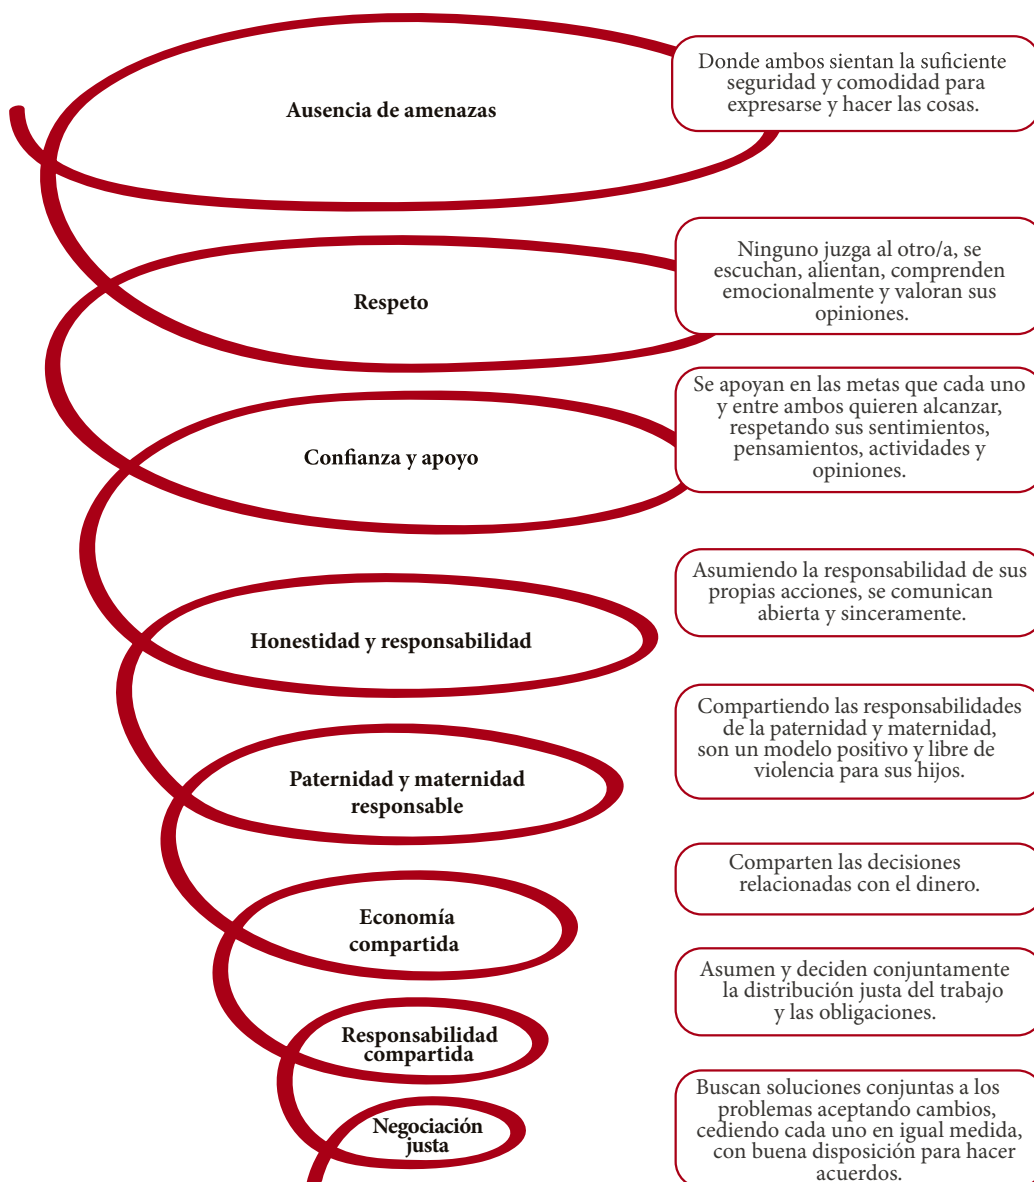 Ausencia de amenazas
Donde ambos sientan la suficiente
seguridad y comodidad para
expresarse y hacer las cosas.
Respeto
Ninguno juzga al otro/a, se
escuchan, alientan, comprenden
emocionalmente y valoran sus
opiniones.
Confianza y apoyo
Se apoyan en las metas que cada uno
y entre ambos quieren alcanzar,
respetando sus sentimientos,
pensamientos, actividades y
opiniones.
Honestidad y responsabilidad
Asumiendo la responsabilidad de sus
propias acciones, se comunican
abierta y sinceramente.
Paternidad y maternidad
responsable
Compartiendo las responsabilidades
de la paternidad y maternidad,
son un modelo positivo y libre de
violencia para sus hijos.
Economía
compartida
Comparten las decisiones
relacionadas con el dinero.
Responsabilidad
compartida
Asumen y deciden conjuntamente
la distribución justa del trabajo
y las obligaciones.
Negociación
justa
Buscan soluciones conjuntas a los
problemas aceptando cambios,
cediendo cada uno en igual medida,
con buena disposición para hacer
acuerdos.